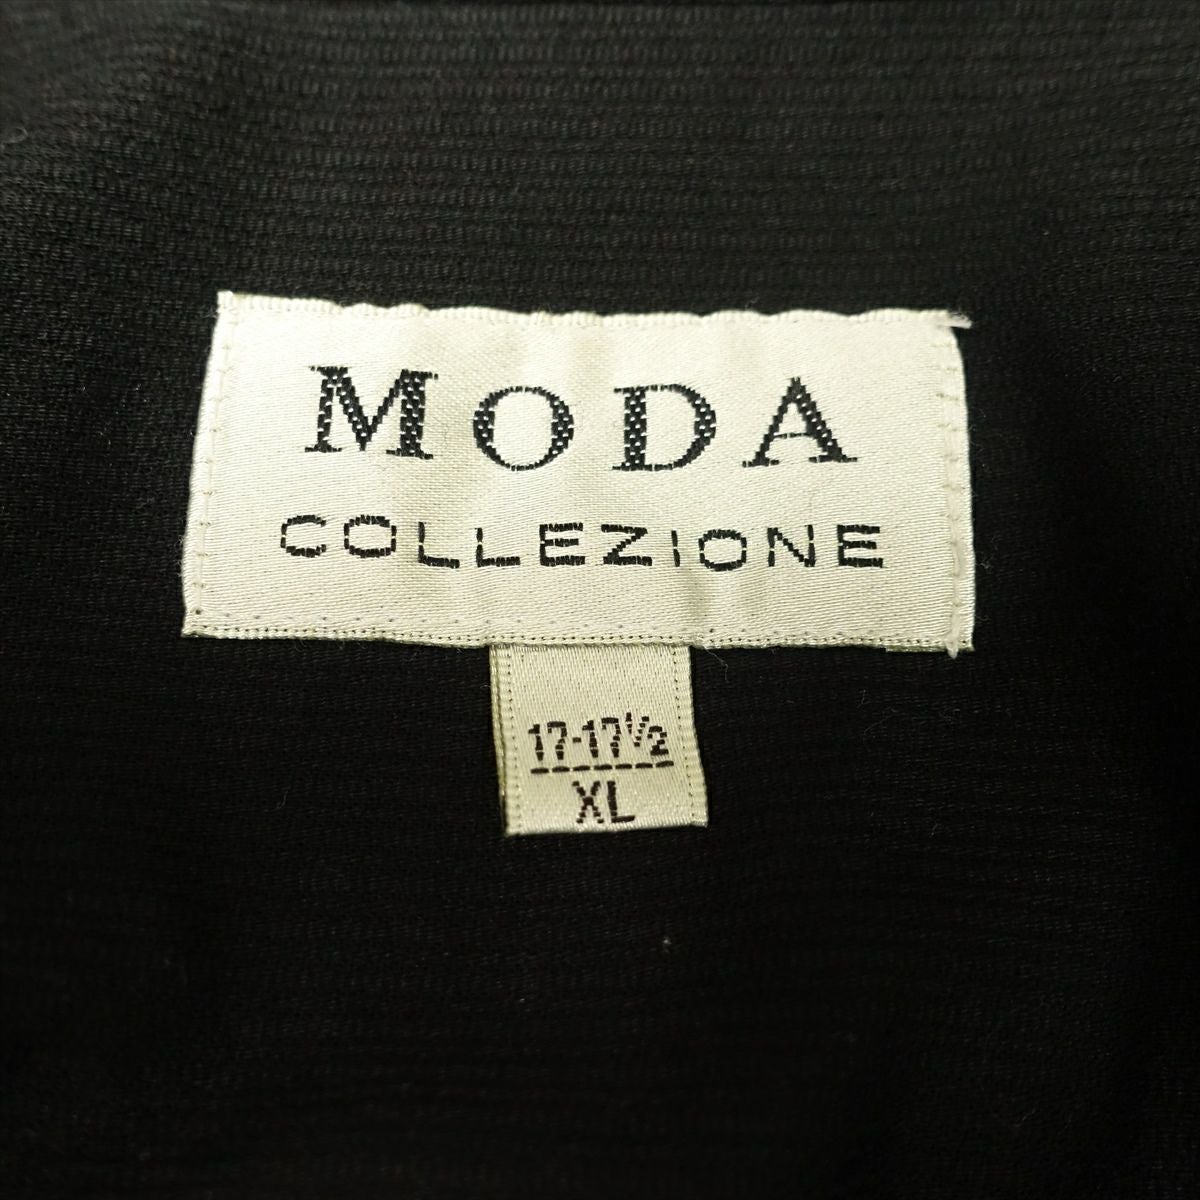 MODA
COLLEZIONE
17-17½
XL